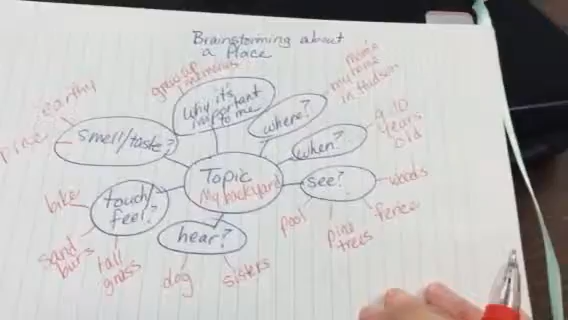 Brainstorming about
a Place
grow up
memories
Why it's
important
to me
where?
mom's
my home
in Hudson
when?
9-10
years
old
earthy
pine
smell/taste?
Topic
My backyard
see?
woods
fence
pine
trees
pool
touch/
feel?
bike
sand
burs
tall
grass
hear?
dog
sisters